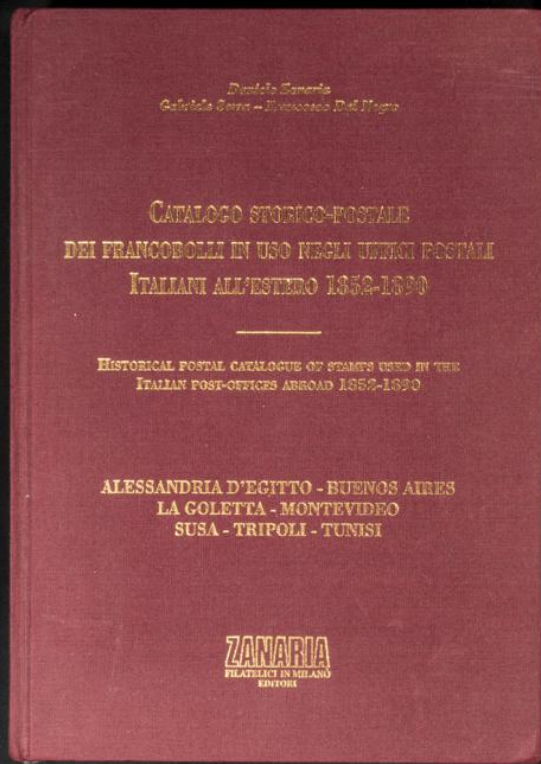 Daniele Zanaria
Gabriele Serra – Francesco Dal Negro
CATALOGO STORICO-POSTALE
DEI FRANCOBOLLI IN USO NEGLI UFFICI POSTALI
ITALIANI ALL'ESTERO 1852-1890
HISTORICAL POSTAL CATALOGUE OF STAMPS USED IN THE
ITALIAN POST-OFFICES ABROAD 1852-1890
ALESSANDRIA D'EGITTO - BUENOS AIRES
LA GOLETTA - MONTEVIDEO
SUSA - TRIPOLI - TUNISI
ZANARIA
FILATELICI IN MILANO
EDITORI